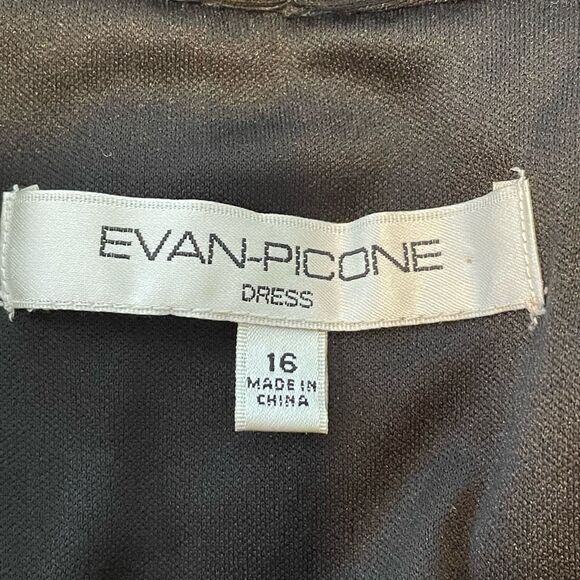 EVAN-PICONE
DRESS
16
MADE IN
CHINA